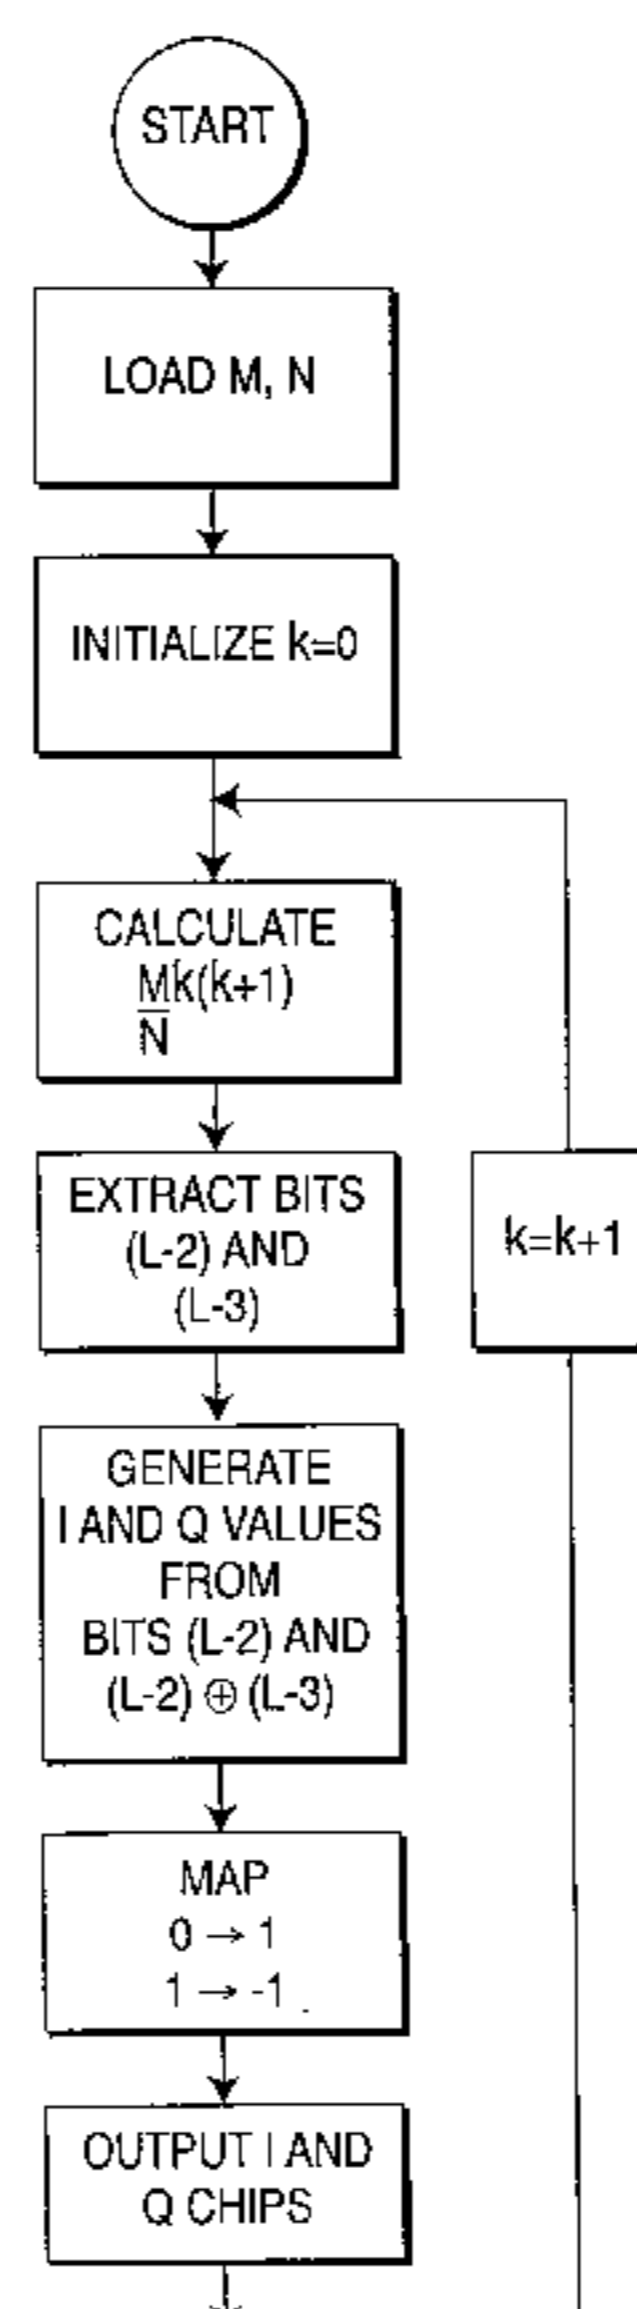 START
LOAD M, N
INITIALIZE k=0
CALCULATE
M/N k(k+1)
EXTRACT BITS
(L-2) AND
(L-3)
k=k+1
GENERATE
I AND Q VALUES
FROM
BITS (L-2) AND
(L-2) ⊕ (L-3)
MAP
0 → 1
1 → -1
OUTPUT I AND
Q CHIPS